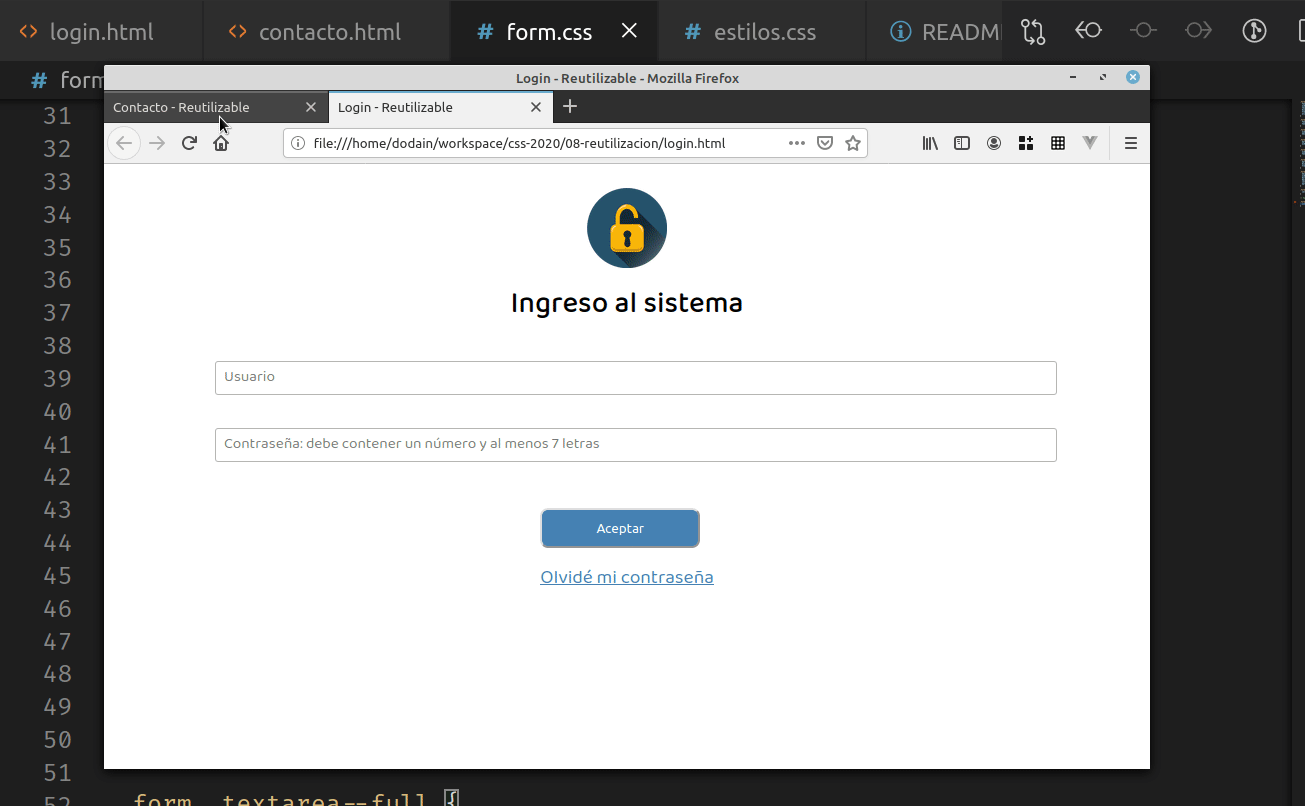 login.html contacto.html form.css estilos.css
# form
Login - Reutilizable - Mozilla Firefox
Contacto - Reutilizable Login - Reutilizable
file:///home/dodain/workspace/css-2020/08-reutilizacion/login.html
Ingreso al sistema
Usuario
Contraseña: debe contener un número y al menos 7 letras
Aceptar
Olvidé mi contraseña
31
32
33
34
35
36
37
38
39
40
41
42
43
44
45
46
47
48
49
50
51
52 form__textarea--full {